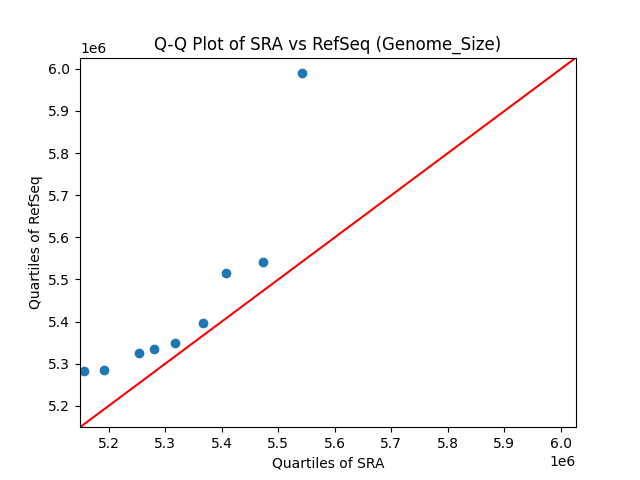 Q-Q Plot of SRA vs RefSeq (Genome_Size)
1e6
6.0
5.9
5.8
5.7
5.6
5.5
5.4
5.3
5.2
Quartiles of RefSeq
5.2 5.3 5.4 5.5 5.6 5.7 5.8 5.9 6.0
Quartiles of SRA
1e6